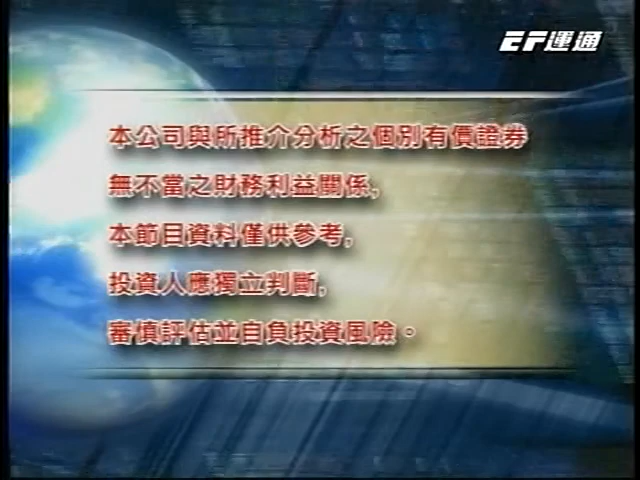 EF運通
本公司與所推介分析之個別有價證券
無不當之財務利益關係,
本節目資料僅供參考,
投資人應獨立判斷,
審慎評估並自負投資風險。